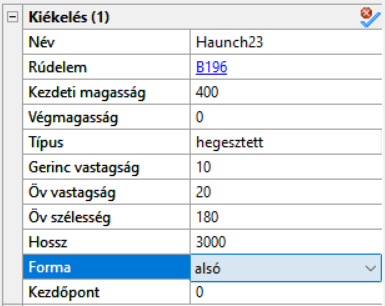 Kiékelés (1)
Név Haunch23
Rúdelem B196
Kezdeti magasság 400
Végmagasság 0
Típus hegesztett
Gerinc vastagság 10
Öv vastagság 20
Öv szélesség 180
Hossz 3000
Forma alsó
Kezdőpont 0